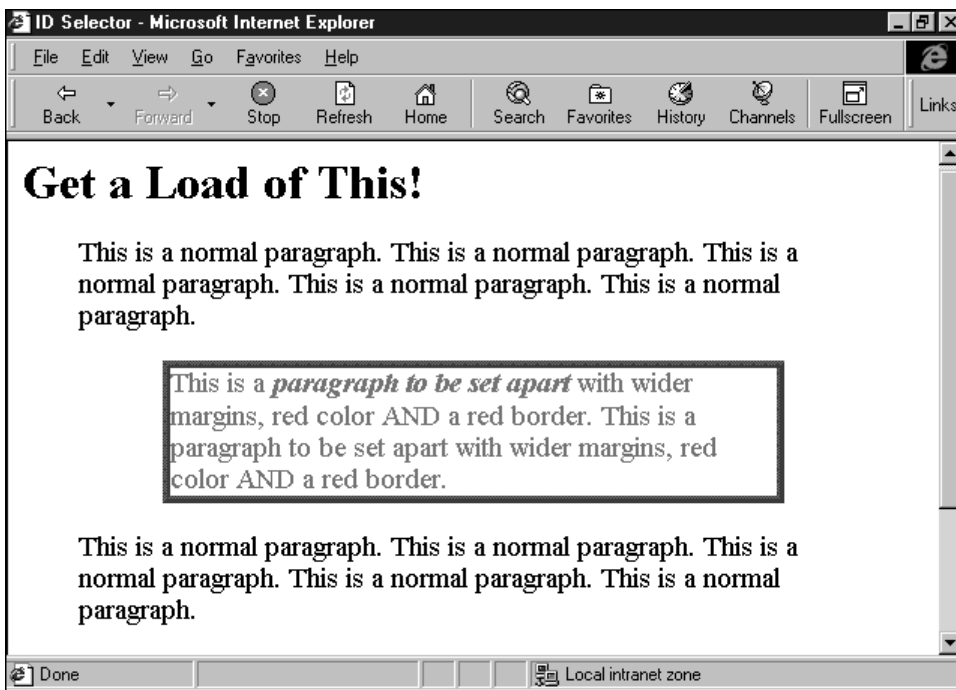 ID Selector - Microsoft Internet Explorer
File Edit View Go Favorites Help
Back Forward Stop Refresh Home Search Favorites History Channels Fullscreen Links
Get a Load of This!
This is a normal paragraph. This is a normal paragraph. This is a
normal paragraph. This is a normal paragraph. This is a normal
paragraph.
This is a paragraph to be set apart with wider
margins, red color AND a red border. This is a
paragraph to be set apart with wider margins, red
color AND a red border.
This is a normal paragraph. This is a normal paragraph. This is a
normal paragraph. This is a normal paragraph. This is a normal
paragraph.
Done Local intranet zone